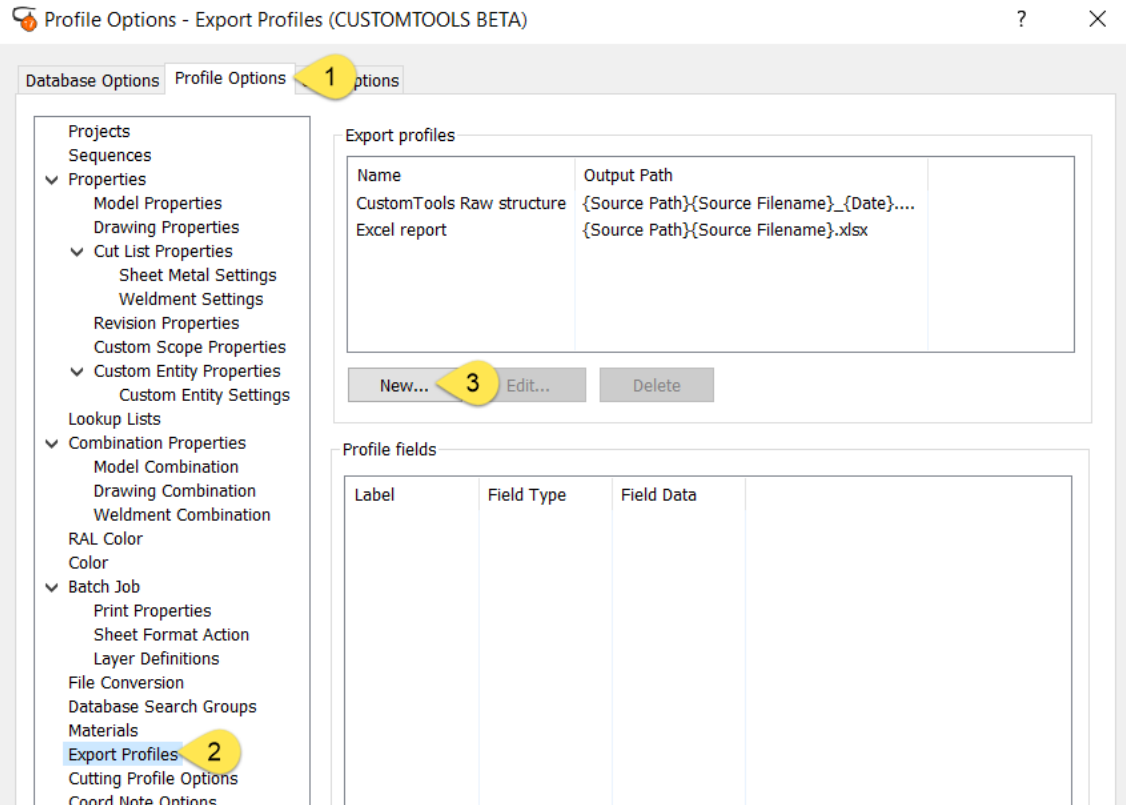 Profile Options - Export Profiles (CUSTOMTOOLS BETA)
?
Database Options
Profile Options
1
Projects
Sequences
Properties
Model Properties
Drawing Properties
Cut List Properties
Sheet Metal Settings
Weldment Settings
Revision Properties
Custom Scope Properties
Custom Entity Properties
Custom Entity Settings
Lookup Lists
Combination Properties
Model Combination
Drawing Combination
Weldment Combination
RAL Color
Color
Batch Job
Print Properties
Sheet Format Action
Layer Definitions
File Conversion
Database Search Groups
Materials
Export Profiles 2
Cutting Profile Options
Coord Note Options
Export profiles
Name Output Path
CustomTools Raw structure {Source Path}{Source Filename}_{Date}....
Excel report {Source Path}{Source Filename}.xlsx
New... 3 Edit... Delete
Profile fields
Label Field Type Field Data